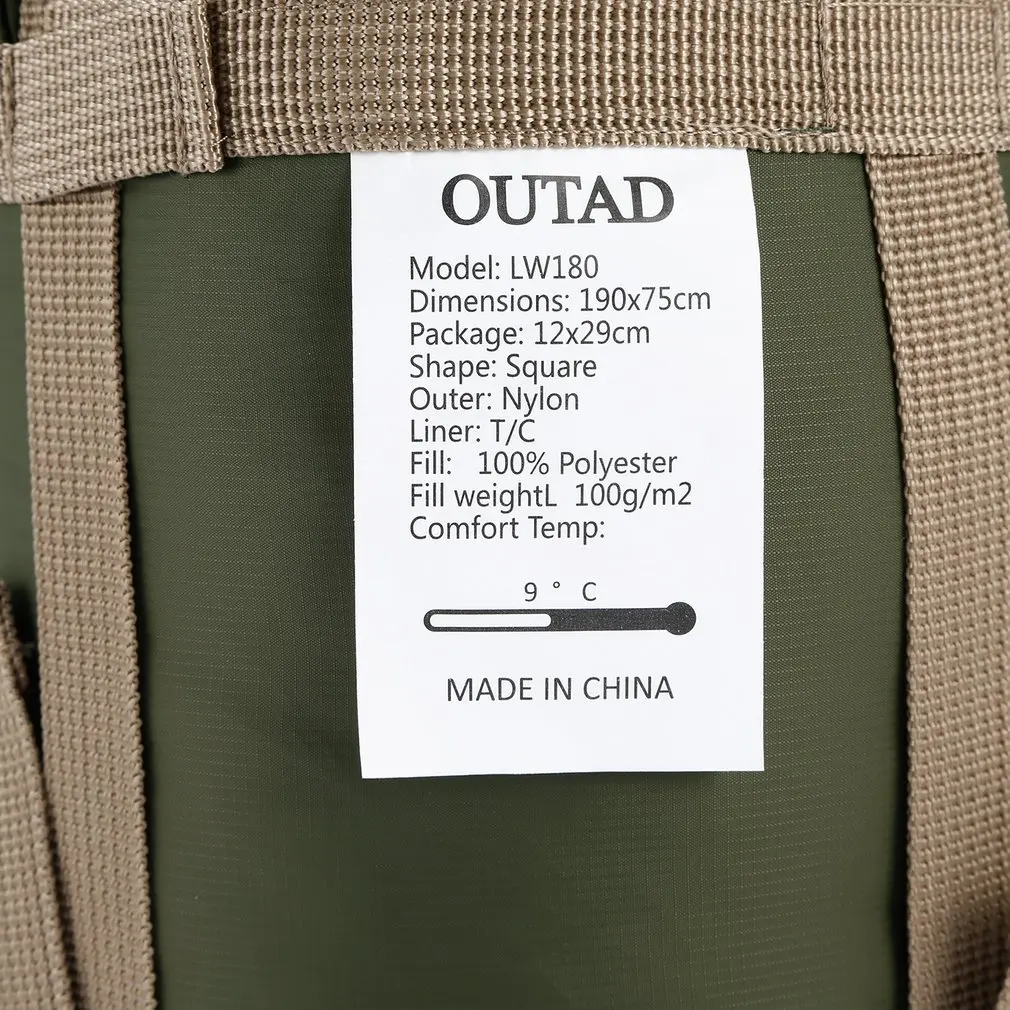 OUTAD
Model: LW180
Dimensions: 190x75cm
Package: 12x29cm
Shape: Square
Outer: Nylon
Liner: T/C
Fill: 100% Polyester
Fill weightL 100g/m2
Comfort Temp:
9 ° C
MADE IN CHINA